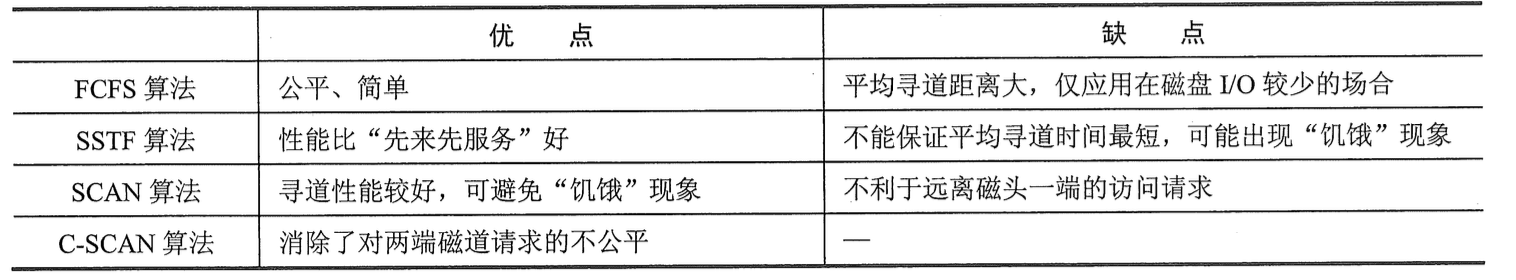 优 点 缺 点
FCFS 算法 公平、简单 平均寻道距离大，仅应用在磁盘 I/O 较少的场合
SSTF 算法 性能比“先来先服务”好 不能保证平均寻道时间最短，可能出现“饥饿”现象
SCAN 算法 寻道性能较好，可避免“饥饿”现象 不利于远离磁头一端的访问请求
C-SCAN 算法 消除了对两端磁道请求的不公平 —